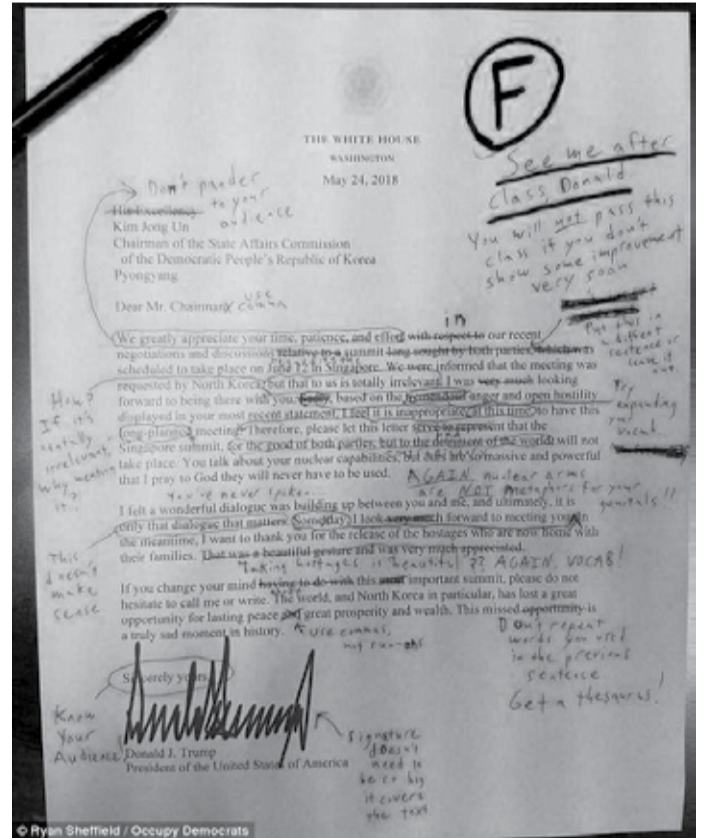 F
See me after
class, Donald
You will not pass this
class if you don't
show some improvement
very soon
THE WHITE HOUSE
WASHINGTON
May 24, 2018
Don't pander
to your
audience
His Excellency
Kim Jong Un
Chairman of the State Affairs Commission
of the Democratic People's Republic of Korea
Pyongyang
Dear Mr. Chairman
use
comma
in
We greatly appreciate your time, patience, and effort with respect to our recent
negotiations and discussions relative to a summit long sought by both parties, which was
scheduled to take place on June 12 in Singapore. We were informed that the meeting was
requested by North Korea, but that to us is totally irrelevant. I was very much looking
forward to being there with you. Sadly, based on the tremendous anger and open hostility
displayed in your most recent statement, I feel it is inappropriate, at this time, to have this
long-planned meeting. Therefore, please let this letter serve to represent that the
Singapore summit, for the good of both parties, but to the detriment of the world, will not
take place. You talk about your nuclear capabilities, but ours are so massive and powerful
that I pray to God they will never have to be used.
Put this in
a different
sentence or
leave it
out.
Try
expanding
your
vocab.
How?
If it's
totally
irrelevant,
why mention
it...
AGAIN, nuclear arms
are NOT metaphors for your
genitals!!
You've never spoken...
I felt a wonderful dialogue was building up between you and me, and ultimately, it is
only that dialogue that matters. Someday, I look very much forward to meeting you. In
the meantime, I want to thank you for the release of the hostages who are now home with
their families. That was a beautiful gesture and was very much appreciated.
Taking hostages is beautiful?? AGAIN, VOCAB!
This
doesn't
make
sense
If you change your mind having to do with this most important summit, please do not
hesitate to call me or write. The world, and North Korea in particular, has lost a great
opportunity for lasting peace and great prosperity and wealth. This missed opportunity is
a truly sad moment in history.
use commas,
not run-ons
Don't repeat
words you used
in the previous
sentence.
Get a thesaurus!
Sincerely yours,
Know
Your
Audience
Donald J. Trump
President of the United States of America
Signature
doesn't
need to
be so big
it covers
the text
© Ryan Sheffield / Occupy Democrats